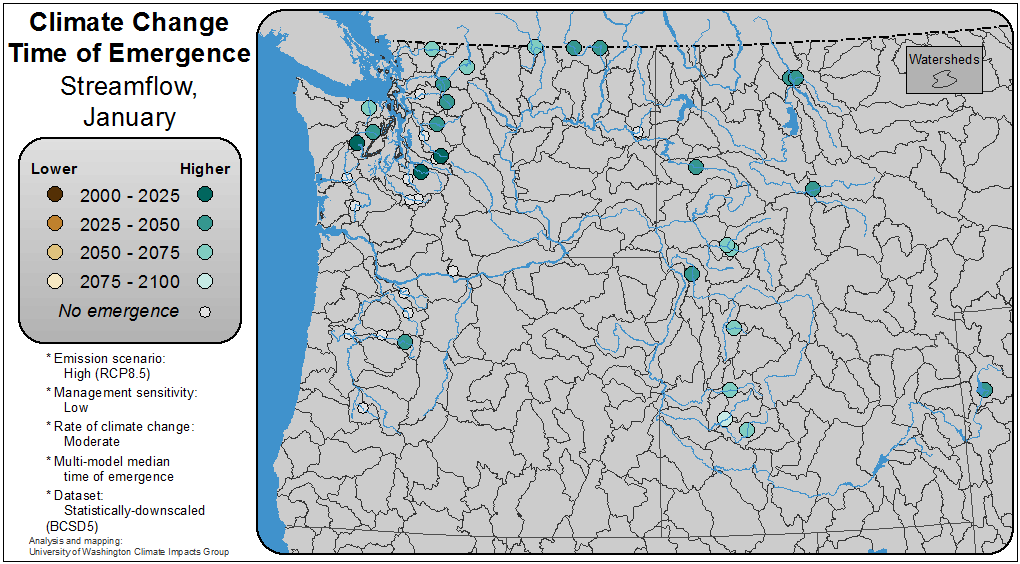 Climate Change
Time of Emergence
Streamflow,
January
Lower Higher
2000 - 2025
2025 - 2050
2050 - 2075
2075 - 2100
No emergence
* Emission scenario:
High (RCP8.5)
* Management sensitivity:
Low
* Rate of climate change:
Moderate
* Multi-model median
time of emergence
* Dataset:
Statistically-downscaled
(BCSD5)
Analysis and mapping:
University of Washington Climate Impacts Group
Watersheds